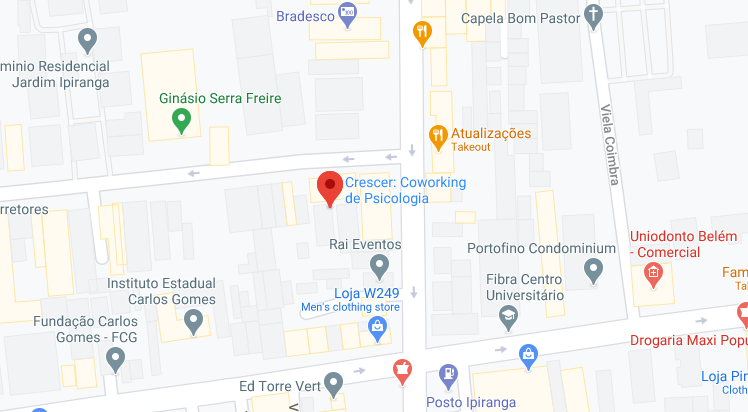 Bradesco
Capela Bom Pastor
minio Residencial
Jardim Ipiranga
Ginásio Serra Freire
Atualizações
Takeout
Viela Coimbra
Crescer: Coworking
de Psicologia
rretores
Rai Eventos
Portofino Condominium
Uniodonto Belém
- Comercial
Instituto Estadual
Carlos Gomes
Loja W249
Men's clothing store
Fibra Centro
Universitário
Fam
Ta
Fundação Carlos
Gomes - FCG
Drogaria Maxi Popu
Ed Torre Vert
Posto Ipiranga
Loja Pir
Cloth